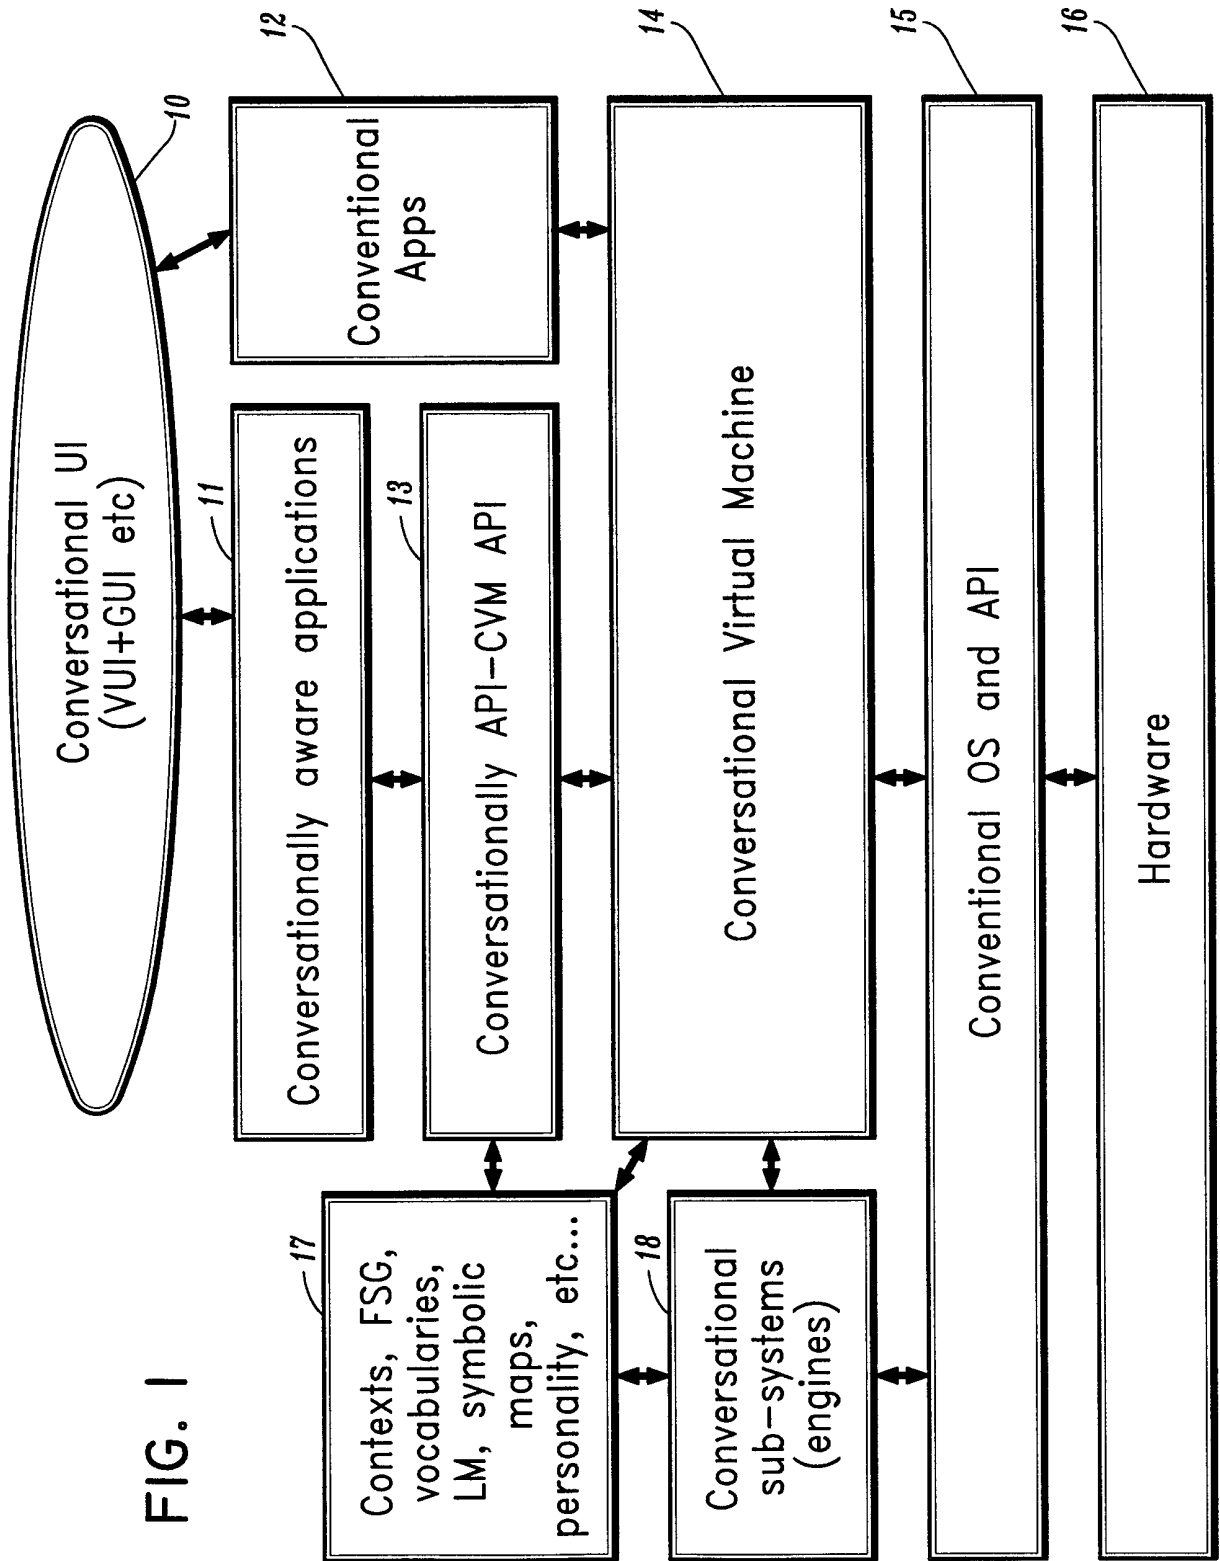 FIG. 1
Conversational UI
(VUI+GUI etc)
10
Conversationally aware applications
11
Conventional
Apps
12
Conversationally API-CVM API
13
Contexts, FSG,
vocabularies,
LM, symbolic
maps,
personality, etc...
17
Conversational Virtual Machine
14
Conversational
sub-systems
(engines)
18
Conventional OS and API
15
Hardware
16